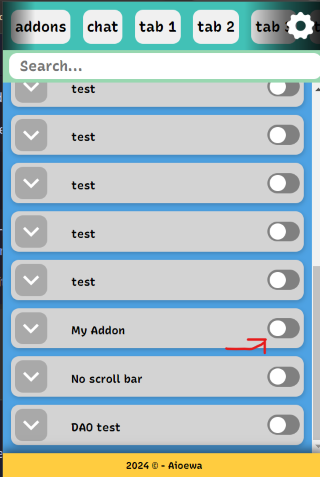 addons chat tab 1 tab 2 tab
Search...
test
test
test
test
test
My Addon
No scroll bar
DAO test
2024 © - Aioewa